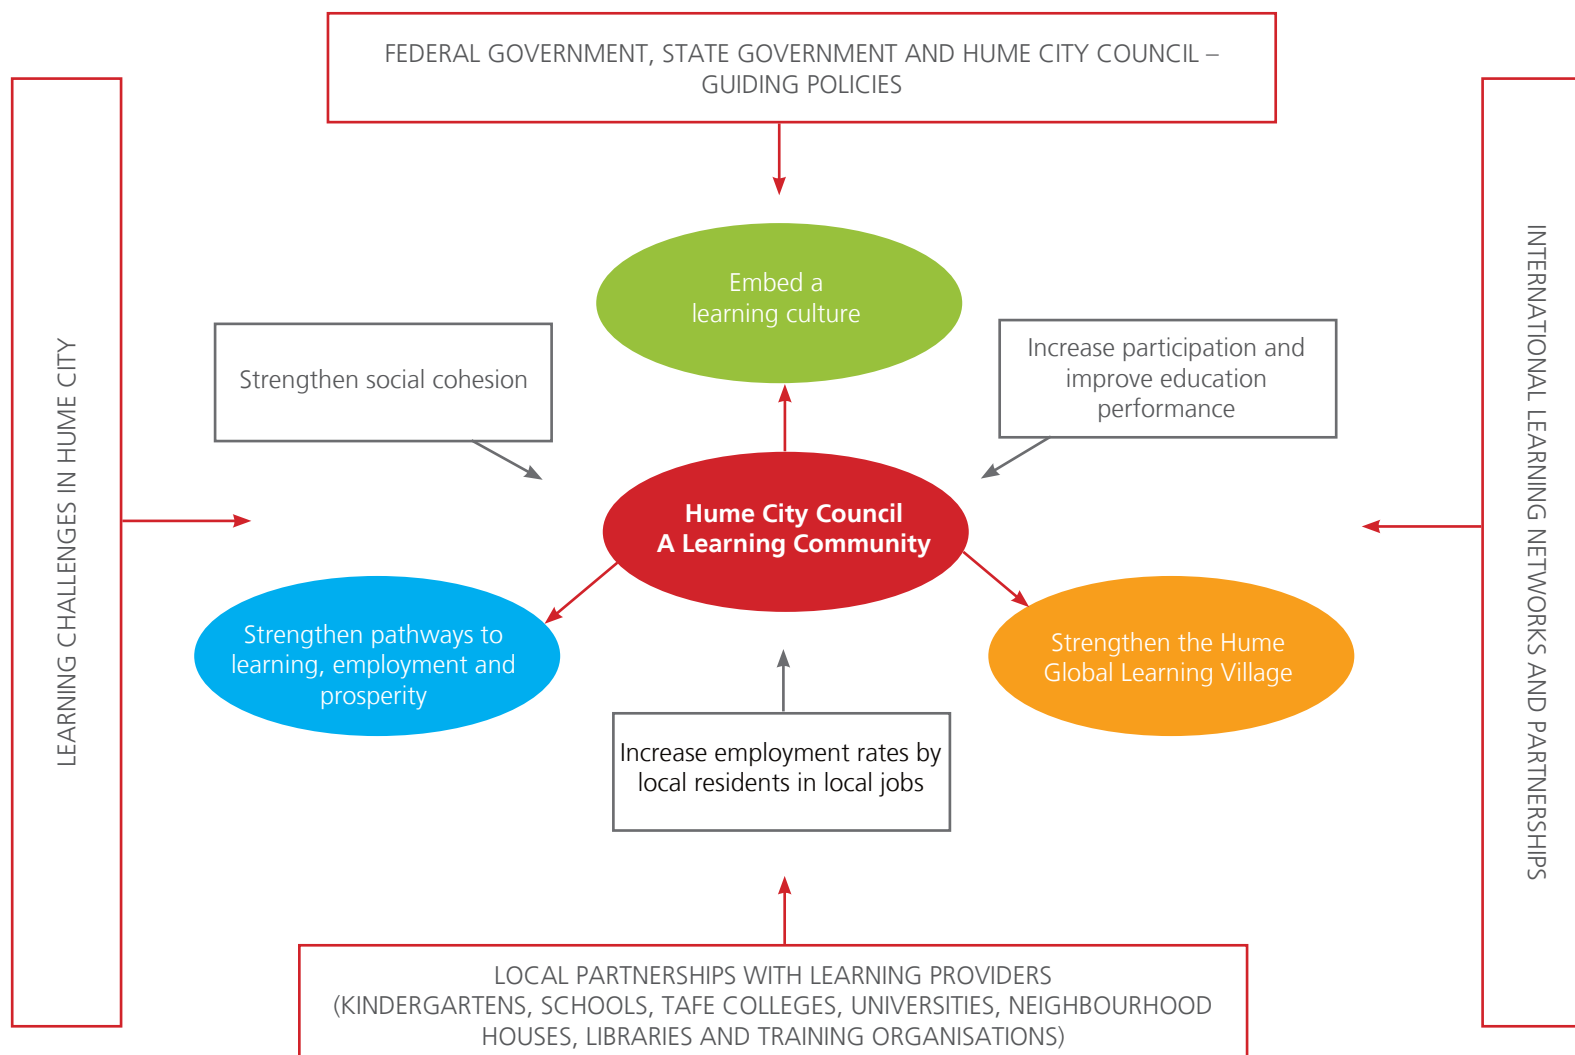 FEDERAL GOVERNMENT, STATE GOVERNMENT AND HUME CITY COUNCIL –
GUIDING POLICIES
LEARNING CHALLENGES IN HUME CITY
INTERNATIONAL LEARNING NETWORKS AND PARTNERSHIPS
Embed a
learning culture
Strengthen social cohesion
Increase participation and
improve education
performance
Hume City Council
A Learning Community
Strengthen pathways to
learning, employment and
prosperity
Strengthen the Hume
Global Learning Village
Increase employment rates by
local residents in local jobs
LOCAL PARTNERSHIPS WITH LEARNING PROVIDERS
(KINDERGARTENS, SCHOOLS, TAFE COLLEGES, UNIVERSITIES, NEIGHBOURHOOD
HOUSES, LIBRARIES AND TRAINING ORGANISATIONS)